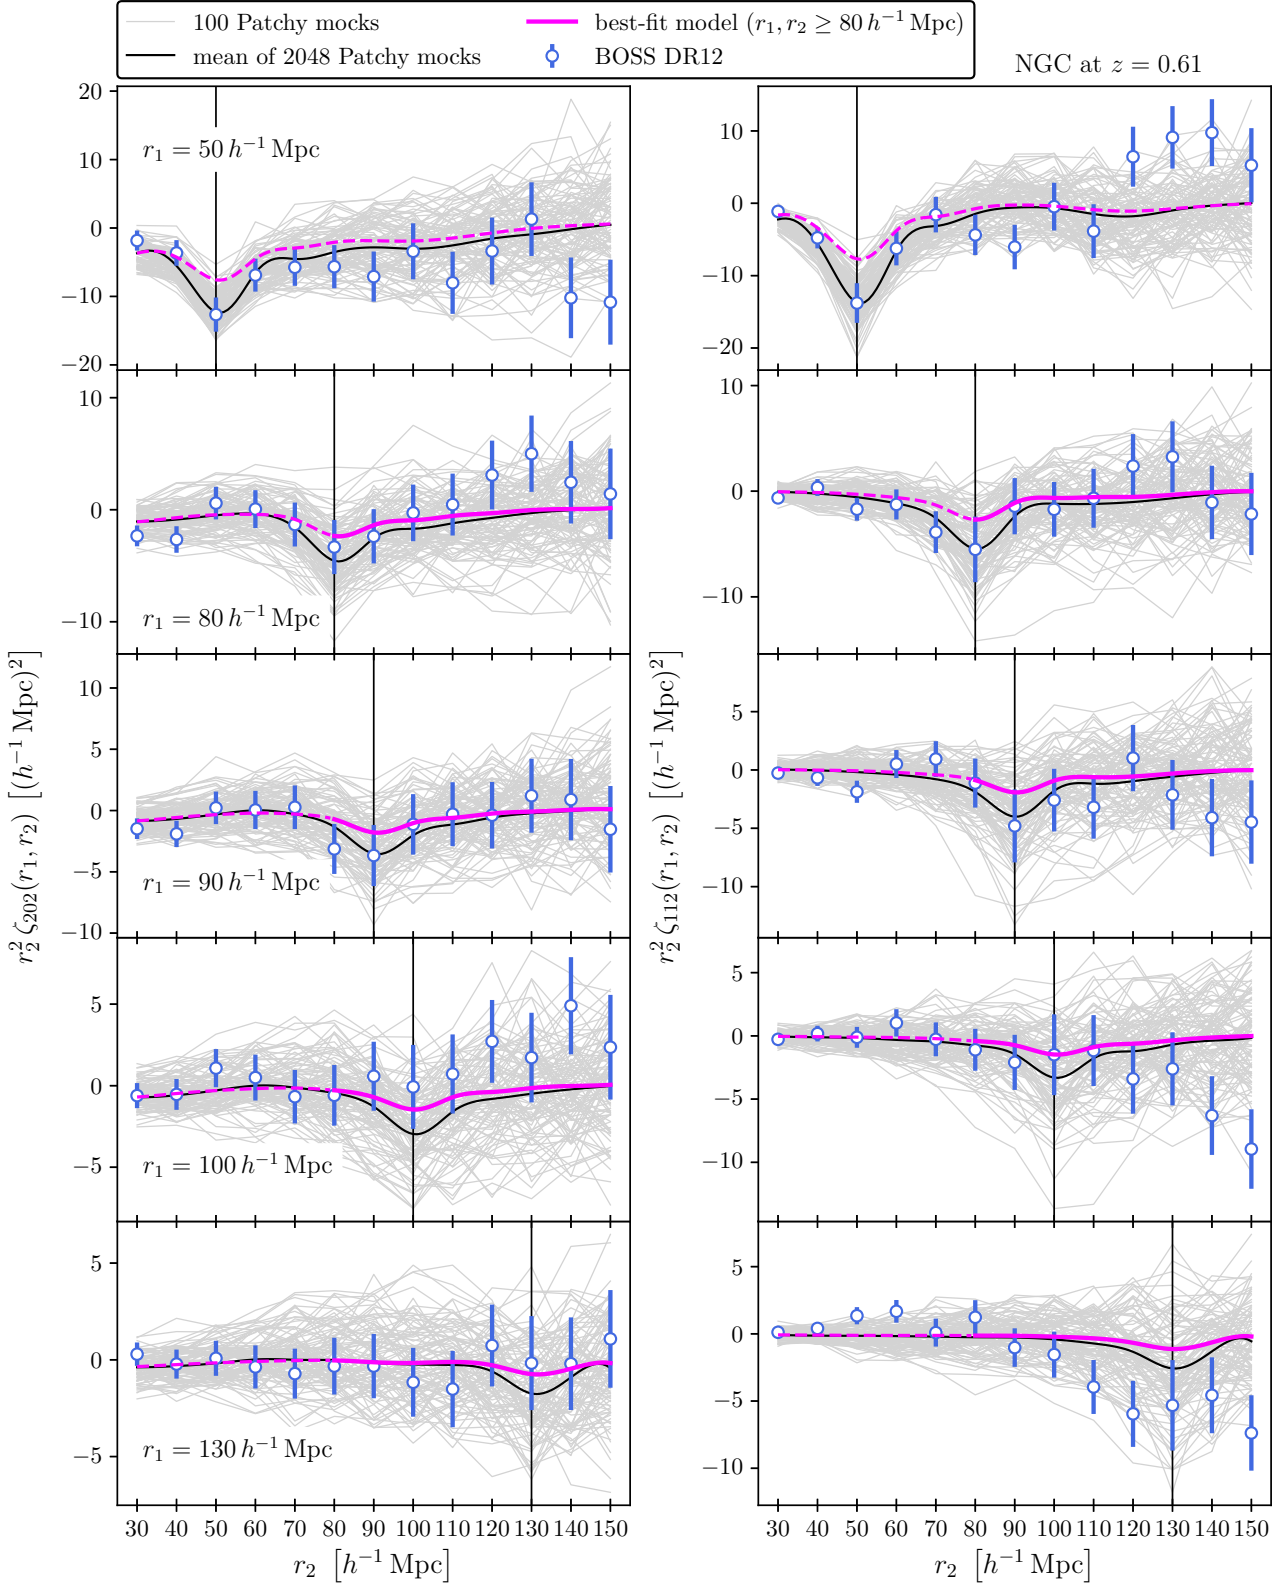 100 Patchy mocks
mean of 2048 Patchy mocks
best-fit model (r₁, r₂ ≥ 80 h⁻¹ Mpc)
BOSS DR12
NGC at z = 0.61
20
10
0
−10
−20
r₁ = 50 h⁻¹ Mpc
10
0
−10
−20
10
0
−10
r₁ = 80 h⁻¹ Mpc
10
5
0
−5
−10
10
5
0
−5
−10
r₁ = 90 h⁻¹ Mpc
5
0
−5
−10
5
0
−5
r₁ = 100 h⁻¹ Mpc
5
0
−5
−10
5
0
−5
r₁ = 130 h⁻¹ Mpc
5
0
−5
−10
r₂² ζ₂₀₂(r₁, r₂) [(h⁻¹ Mpc)²]
r₂² ζ₁₁₂(r₁, r₂) [(h⁻¹ Mpc)²]
30 40 50 60 70 80 90 100 110 120 130 140 150
30 40 50 60 70 80 90 100 110 120 130 140 150
r₂ [h⁻¹ Mpc]
r₂ [h⁻¹ Mpc]